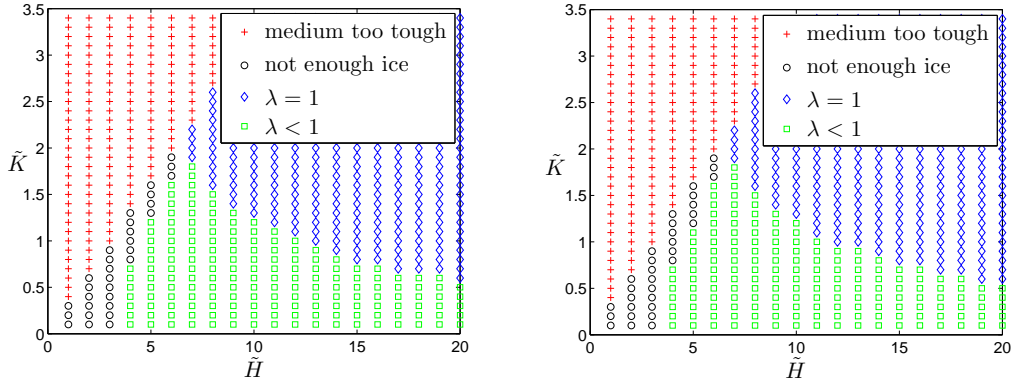 3.5
3
2.5
2
1.5
1
0.5
0
K̃
0 5 10 15 20
H̃
medium too tough
not enough ice
λ = 1
λ < 1
3.5
3
2.5
2
1.5
1
0.5
0
K̃
0 5 10 15 20
H̃
medium too tough
not enough ice
λ = 1
λ < 1